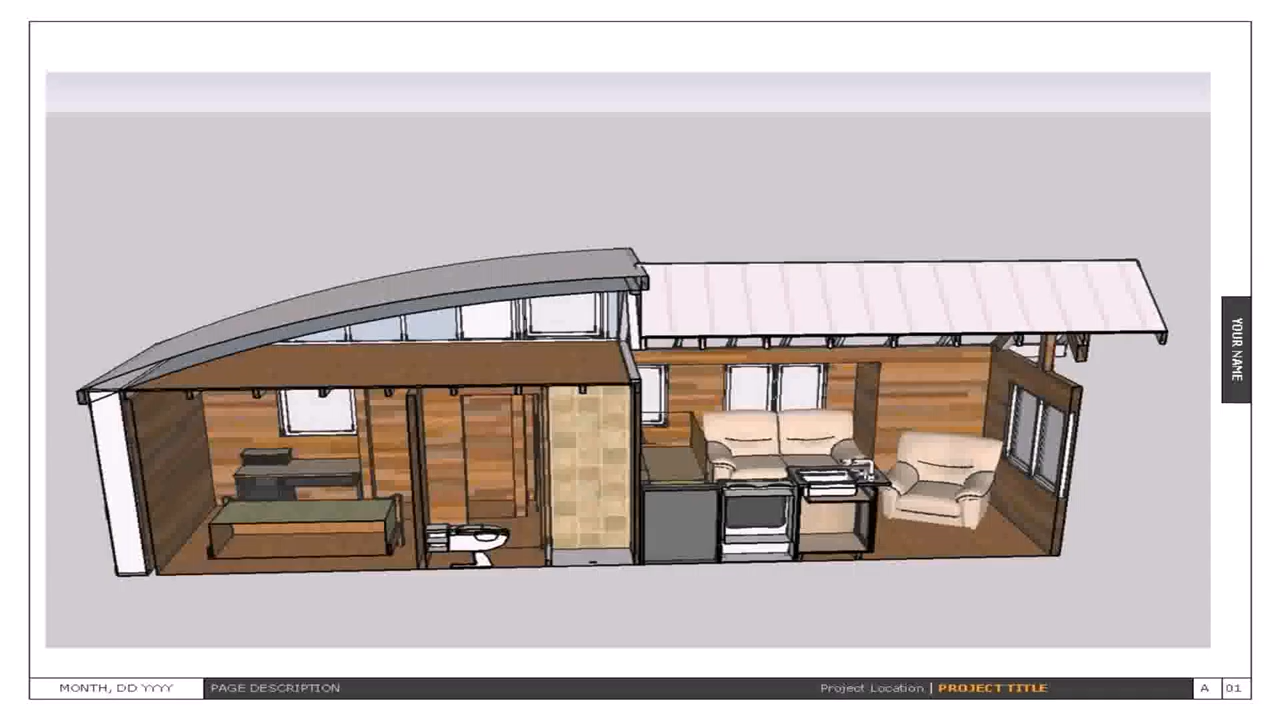 YOUR NAME
MONTH, DD YYYY
PAGE DESCRIPTION
Project Location | PROJECT TITLE
A 01